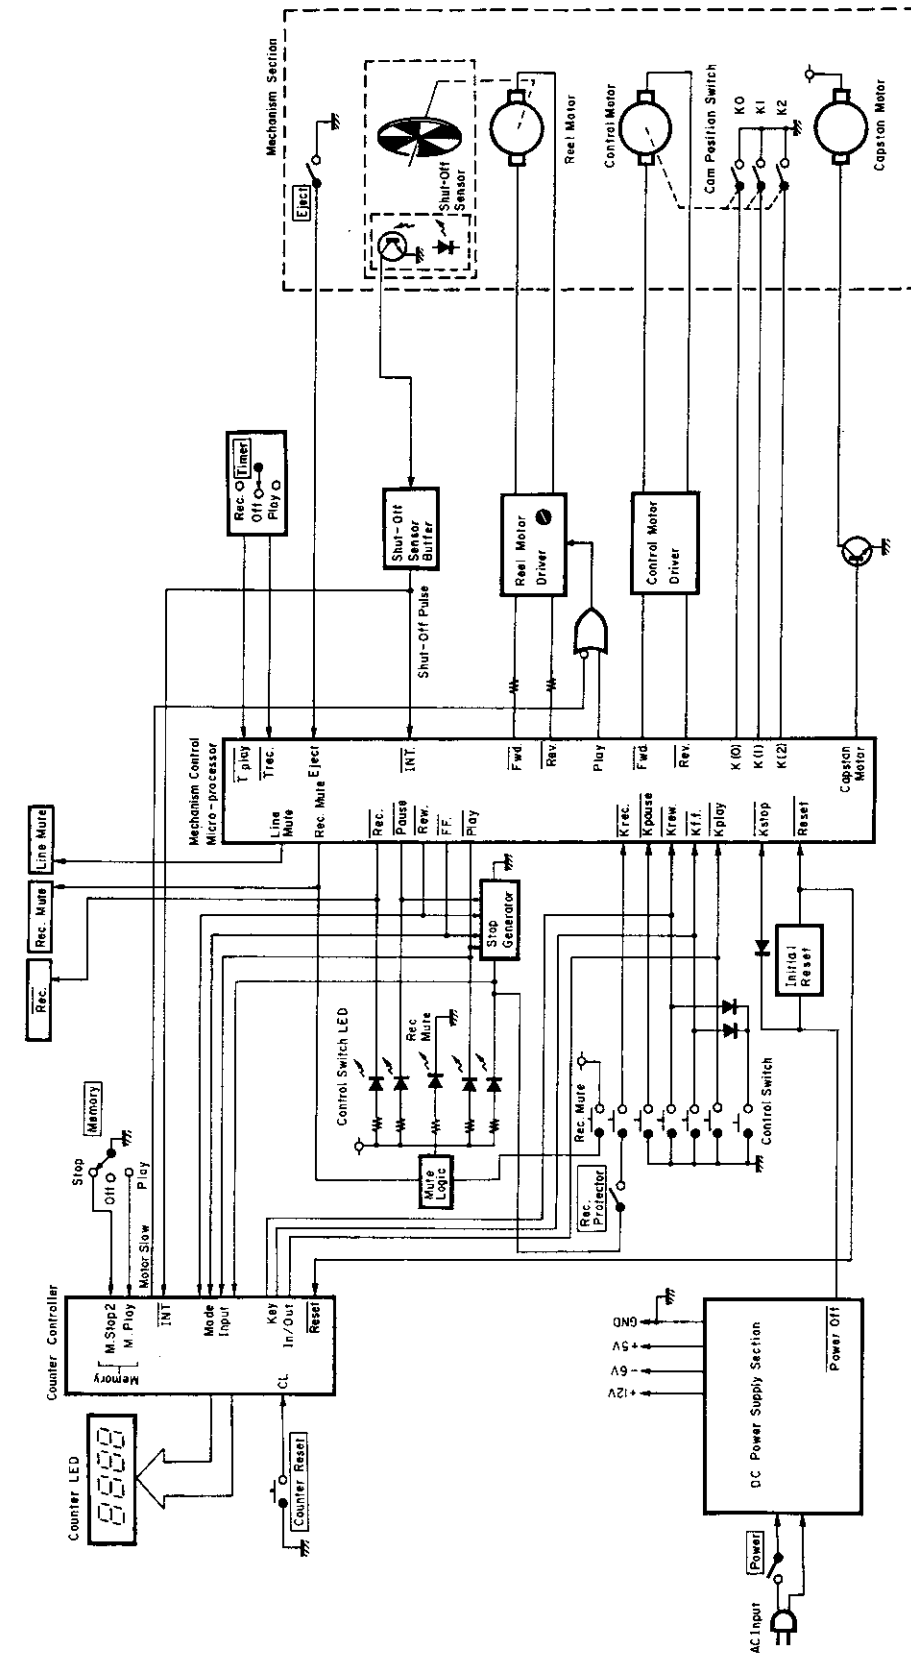 Mechanism Section
Eject
Shut-Off
Sensor
Reel Motor
Control Motor
Cam Position Switch
K0
K1
K2
Capstan Motor
Rec.
Timer
Off
Play
Shut-Off
Sensor
Buffer
Shut-Off Pulse
Reel Motor
Driver
Control Motor
Driver
Mechanism Control
Micro-processor
T play
Trec.
Eject
INT.
Fwd.
Rev.
Play
Fwd.
Rev.
K(0)
K(1)
K(2)
Capstan
Motor
Line
Mute
Rec. Mute
Rec.
Pause
Rew.
FF.
Play
Krec.
Kpause
Krew.
Kf.f.
Kplay
Kstop
Reset
Line Mute
Rec. Mute
Rec.
Stop
Generator
Initial
Reset
Control Switch LED
Rec.
Mute
Mute
Logic
Rec. Mute
Rec.
Protector
Control Switch
Memory
Stop
Off
Play
Motor Slow
Counter Controller
M.Stop2
M.Play
Memory
INT
Mode
Input
Key
In/Out
Reset
CL
Counter LED
8888
Counter Reset
GND
+5V
-6V
+12V
DC Power Supply Section
Power Off
Power
AC Input